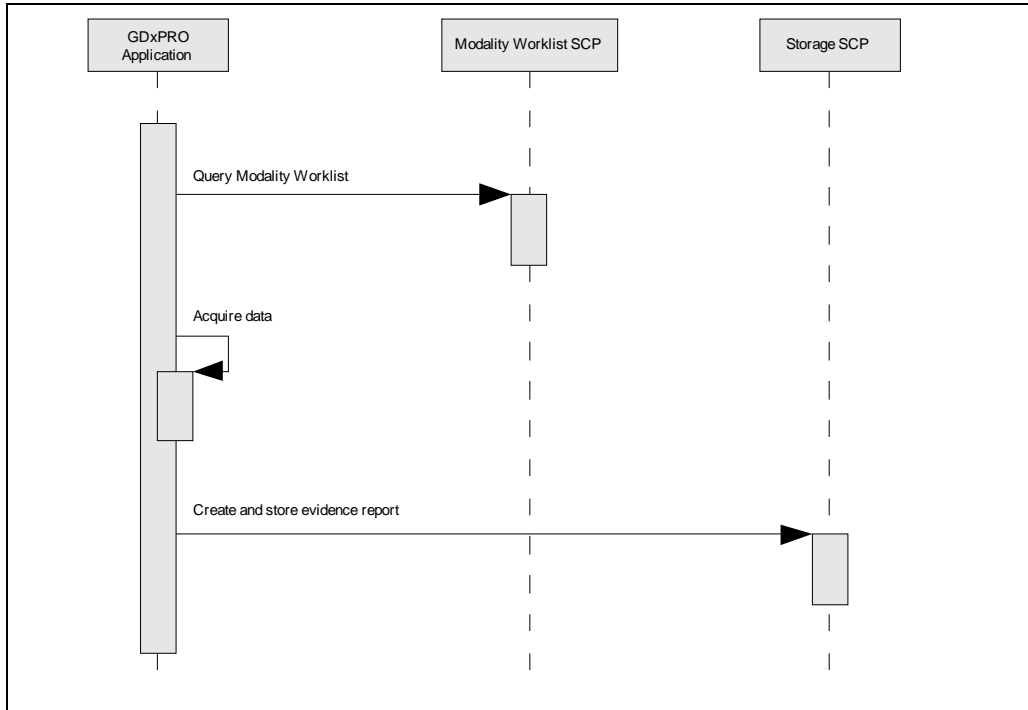 GDxPRO
Application
Modality Worklist SCP
Storage SCP
Query Modality Worklist
Acquire data
Create and store evidence report